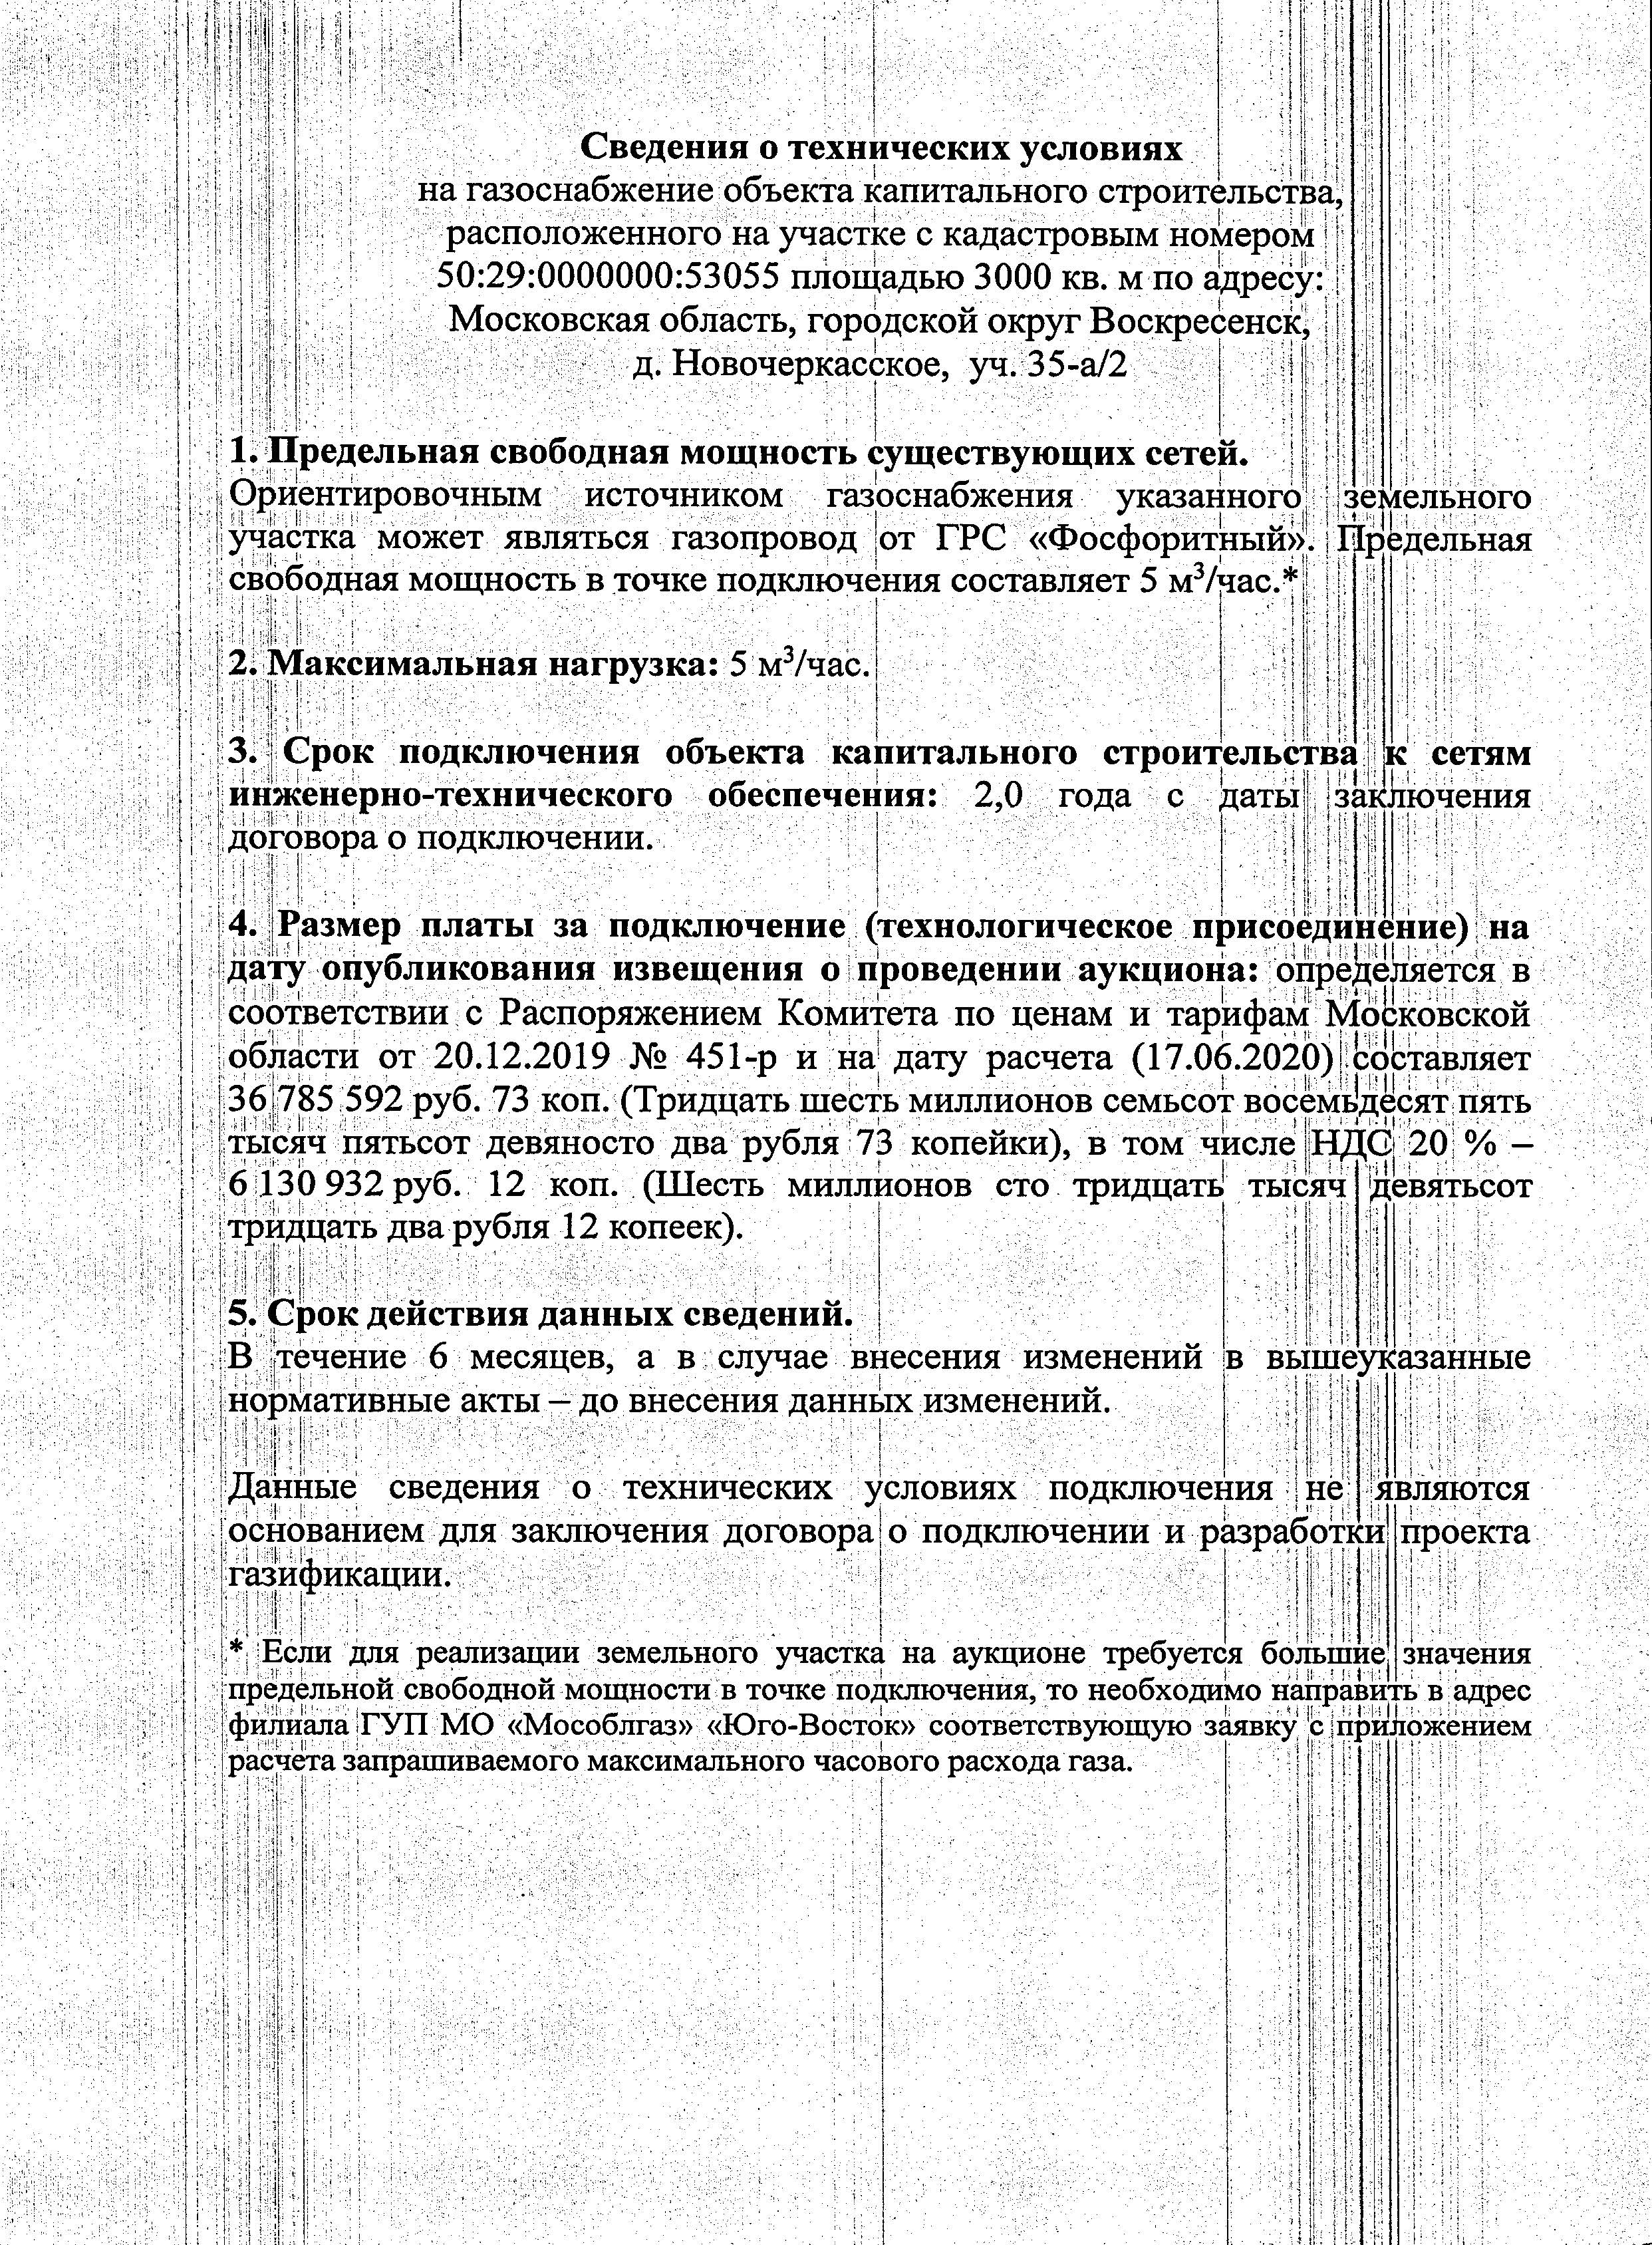 Сведения о технических условиях
на газоснабжение объекта капитального строительства,
расположенного на участке с кадастровым номером
50:29:0000000:53055 площадью 3000 кв. м по адресу:
Московская область, городской округ Воскресенск,
д. Новочеркасское, уч. 35-а/2
1. Предельная свободная мощность существующих сетей.
Ориентировочным источником газоснабжения указанного земельного
участка может являться газопровод от ГРС «Фосфоритный». Предельная
свободная мощность в точке подключения составляет 5 м³/час.*
2. Максимальная нагрузка: 5 м³/час.
3. Срок подключения объекта капитального строительства к сетям
инженерно-технического обеспечения: 2,0 года с даты заключения
договора о подключении.
4. Размер платы за подключение (технологическое присоединение) на
дату опубликования извещения о проведении аукциона: определяется в
соответствии с Распоряжением Комитета по ценам и тарифам Московской
области от 20.12.2019 № 451-р и на дату расчета (17.06.2020) составляет
36 785 592 руб. 73 коп. (Тридцать шесть миллионов семьсот восемьдесят пять
тысяч пятьсот девяносто два рубля 73 копейки), в том числе НДС 20 % –
6 130 932 руб. 12 коп. (Шесть миллионов сто тридцать тысяч девятьсот
тридцать два рубля 12 копеек).
5. Срок действия данных сведений.
В течение 6 месяцев, а в случае внесения изменений в вышеуказанные
нормативные акты – до внесения данных изменений.
Данные сведения о технических условиях подключения не являются
основанием для заключения договора о подключении и разработки проекта
газификации.
* Если для реализации земельного участка на аукционе требуется большие значения
предельной свободной мощности в точке подключения, то необходимо направить в адрес
филиала ГУП МО «Мособлгаз» «Юго-Восток» соответствующую заявку с приложением
расчета запрашиваемого максимального часового расхода газа.